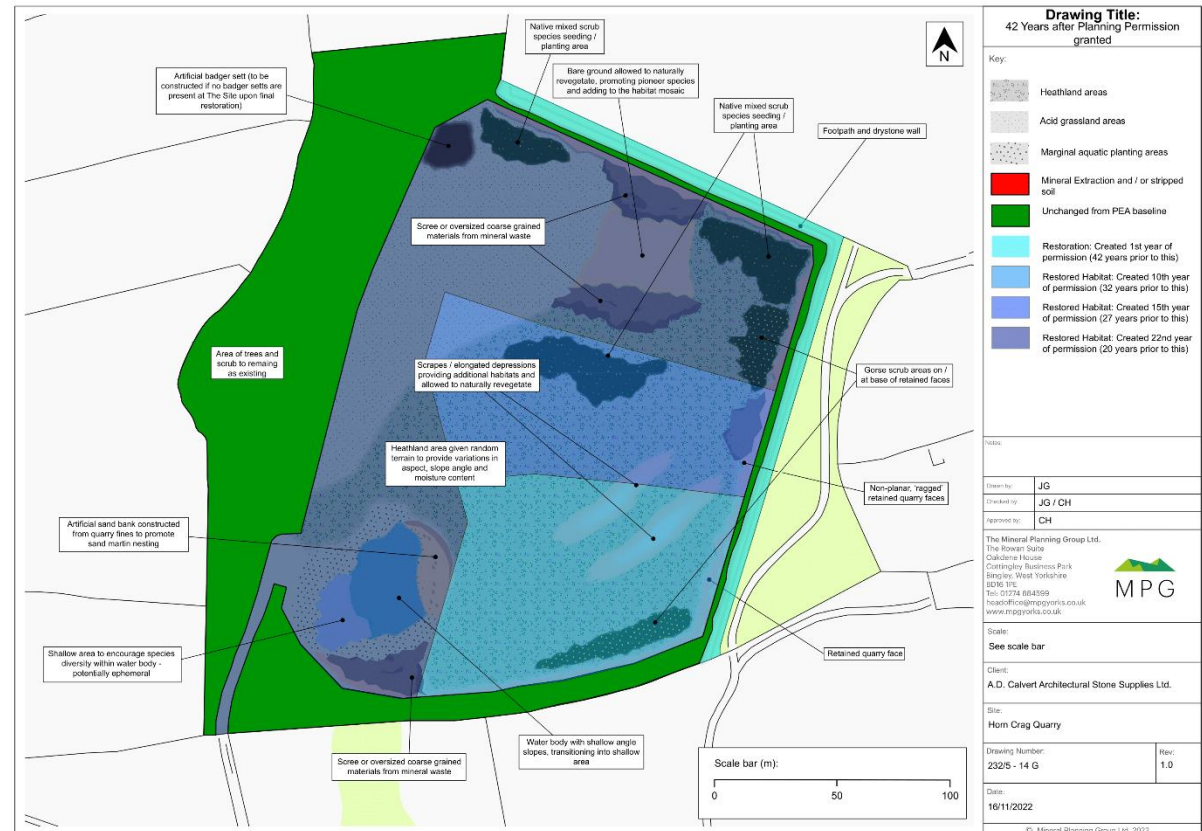 Native mixed scrub
species seeding /
planting area
Artificial badger sett (to be
constructed if no badger setts are
present at The Site upon final
restoration)
Bare ground allowed to naturally
revegetate, promoting pioneer species
and adding to the habitat mosaic
Native mixed scrub
species seeding /
planting area
Footpath and drystone wall
N
Scree or oversized coarse grained
materials from mineral waste
Area of trees and
scrub to remaing
as existing
Scrapes / elongated depressions
providing additional habitats and
allowed to naturally revegetate
Gorse scrub areas on /
at base of retained faces
Heathland area given random
terrain to provide variations in
aspect, slope angle and
moisture content
Non-planar, 'ragged'
retained quarry faces
Artificial sand bank constructed
from quarry fines to promote
sand martin nesting
Shallow area to encourage species
diversity within water body -
potentially ephemeral
Retained quarry face
Scree or oversized coarse grained
materials from mineral waste
Water body with shallow angle
slopes, transitioning into shallow
area
Scale bar (m):
0 50 100
Drawing Title:
42 Years after Planning Permission
granted
Key:
Heathland areas
Acid grassland areas
Marginal aquatic planting areas
Mineral Extraction and / or stripped
soil
Unchanged from PEA baseline
Restoration: Created 1st year of
permission (42 years prior to this)
Restored Habitat: Created 10th year
of permission (32 years prior to this)
Restored Habitat: Created 15th year
of permission (27 years prior to this)
Restored Habitat: Created 22nd year
of permission (20 years prior to this)
Notes:
Drawn by: JG
Checked by: JG / CH
Approved by: CH
The Mineral Planning Group Ltd.
The Rowan Suite
Oakdene House
Cottingley Business Park
Bingley, West Yorkshire
BD16 1PE
Tel: 01274 884599
headoffice@mpgyorks.co.uk
www.mpgyorks.co.uk
MPG
Scale:
See scale bar
Client:
A.D. Calvert Architectural Stone Supplies Ltd.
Site:
Horn Crag Quarry
Drawing Number: Rev:
232/5 - 14 G 1.0
Date:
16/11/2022
© Mineral Planning Group Ltd. 2022